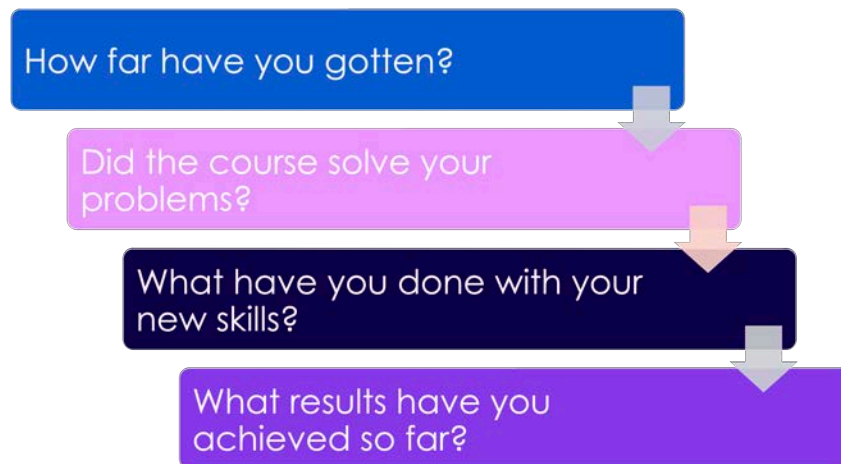 How far have you gotten?
Did the course solve your
problems?
What have you done with your
new skills?
What results have you
achieved so far?